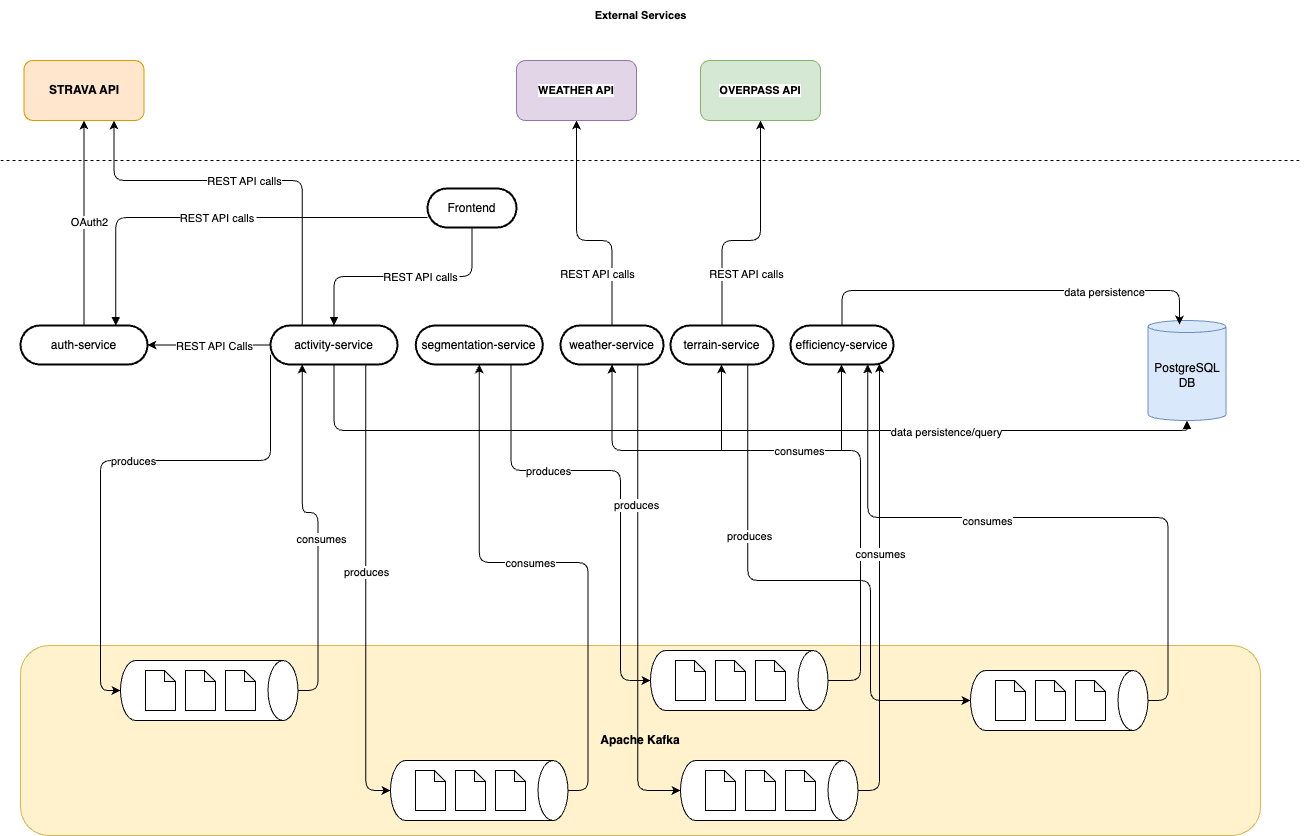 External Services
STRAVA API
WEATHER API
OVERPASS API
REST API calls
Frontend
OAuth2
REST API calls
REST API calls
REST API calls
REST API calls
data persistence
auth-service
REST API Calls
activity-service
segmentation-service
weather-service
terrain-service
efficiency-service
PostgreSQL
DB
data persistence/query
consumes
produces
produces
produces
consumes
produces
consumes
consumes
consumes
produces
Apache Kafka